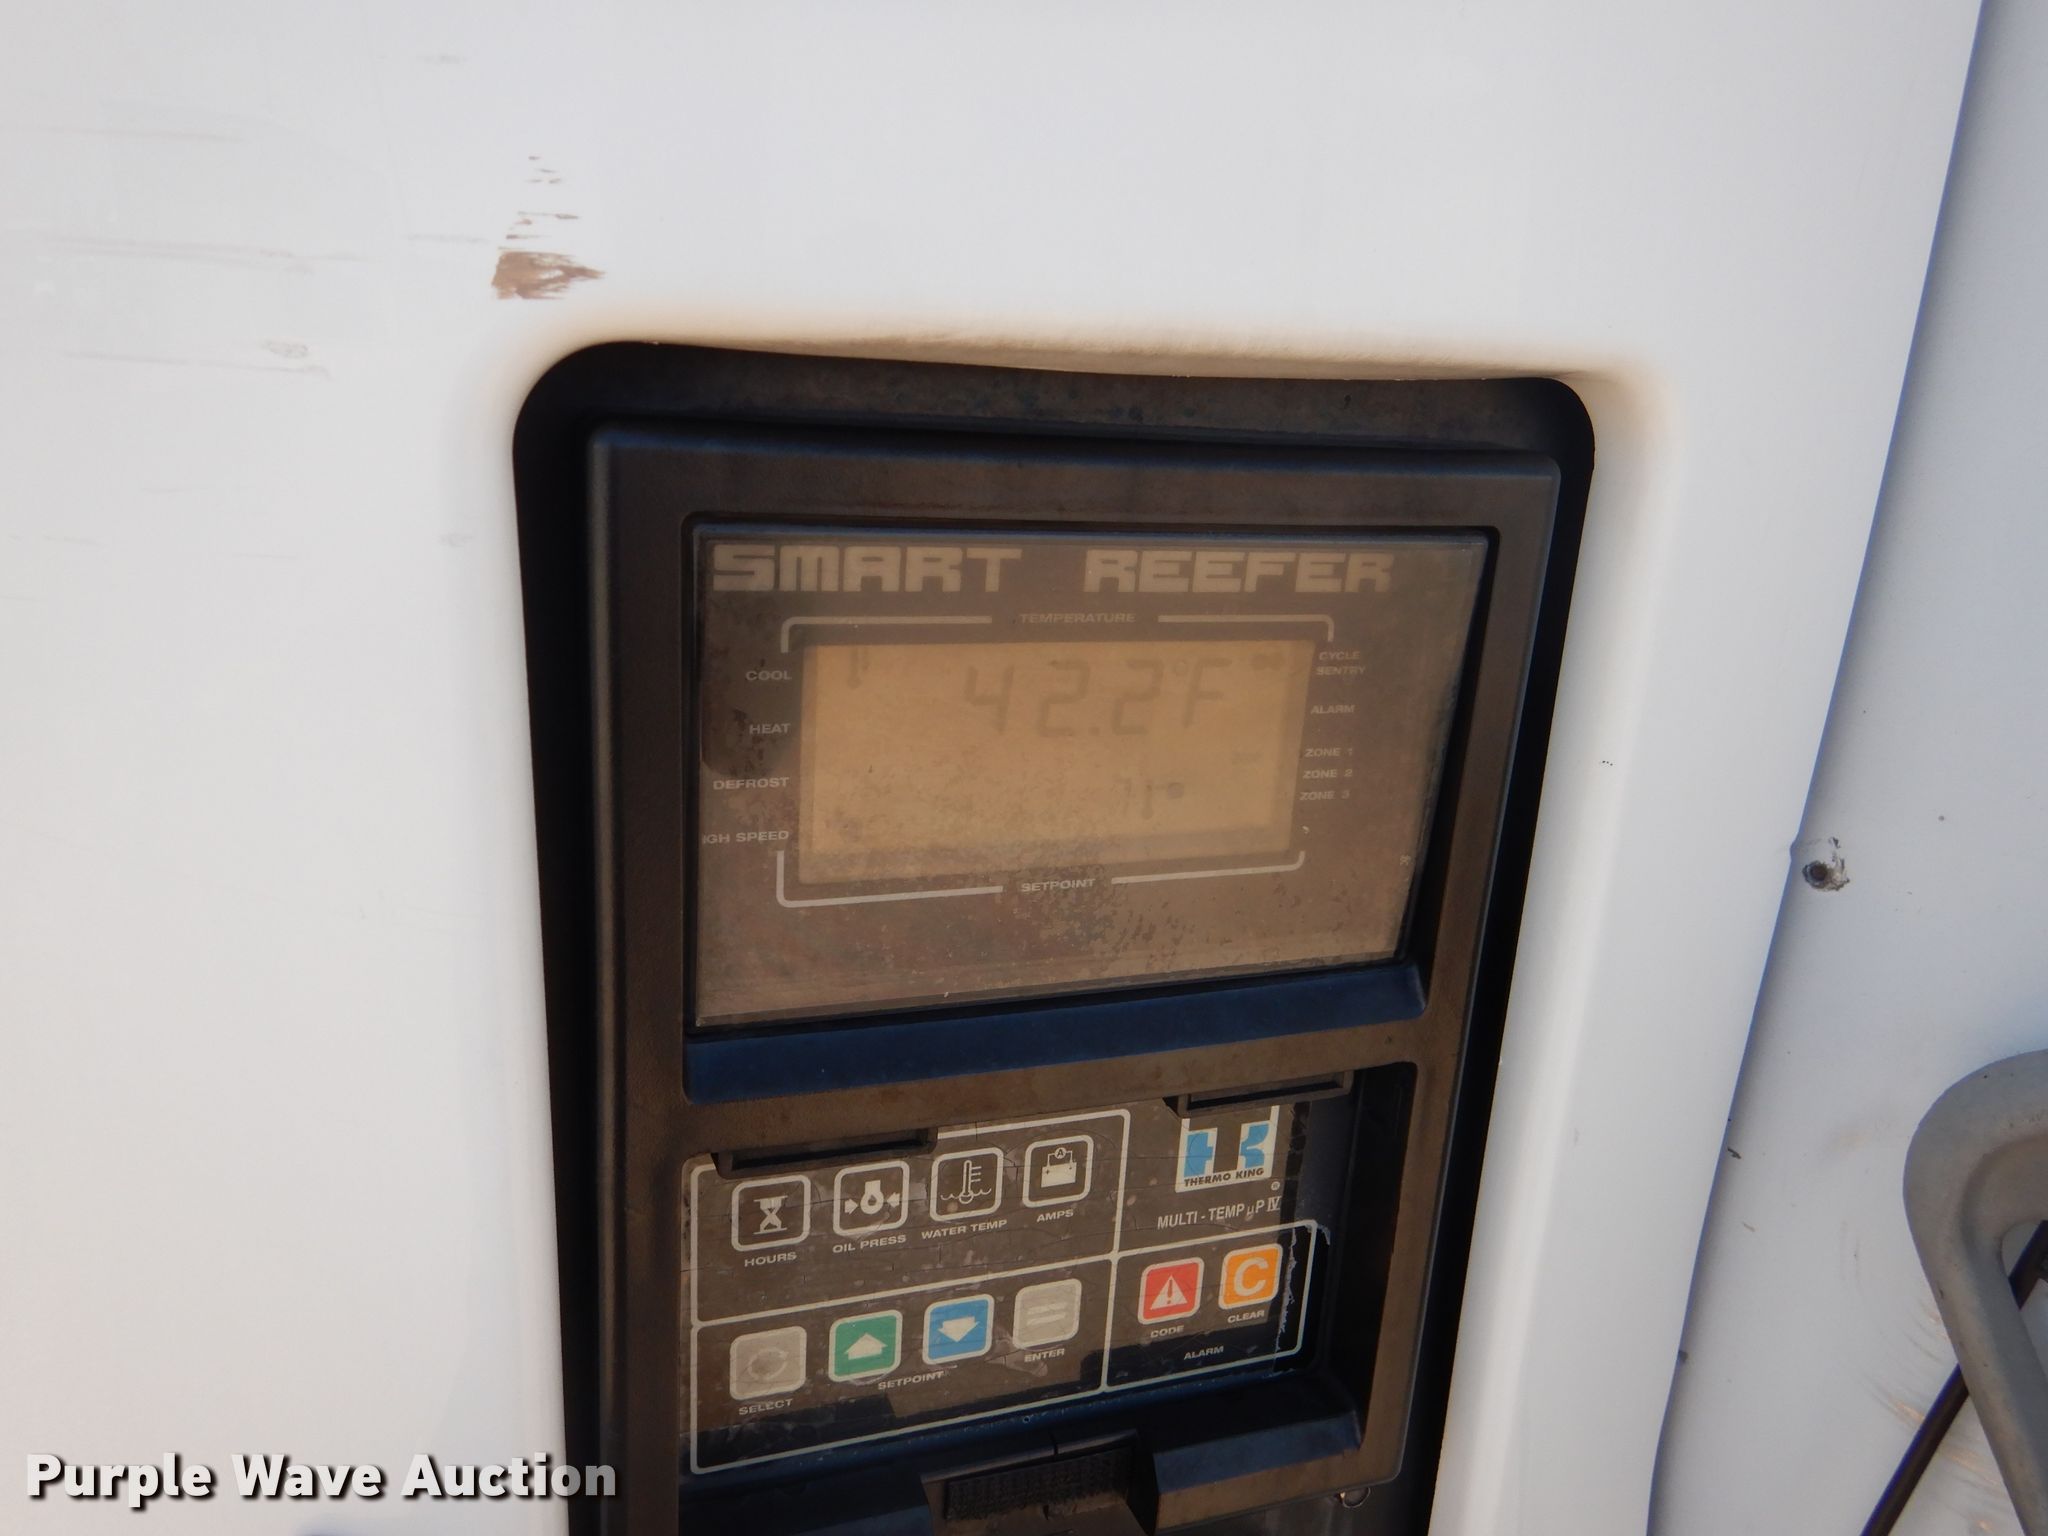 SMART REEFER
TEMPERATURE
COOL
HEAT
DEFROST
IGH SPEED
42.2°F
CYCLE
SENTRY
ALARM
ZONE 1
ZONE 2
ZONE 3
SETPOINT
HOURS
OIL PRESS
WATER TEMP
AMPS
THERMO KING
®
MULTI - TEMP µP IV
SELECT
SETPOINT
ENTER
C
CODE
CLEAR
ALARM
Purple Wave Auction